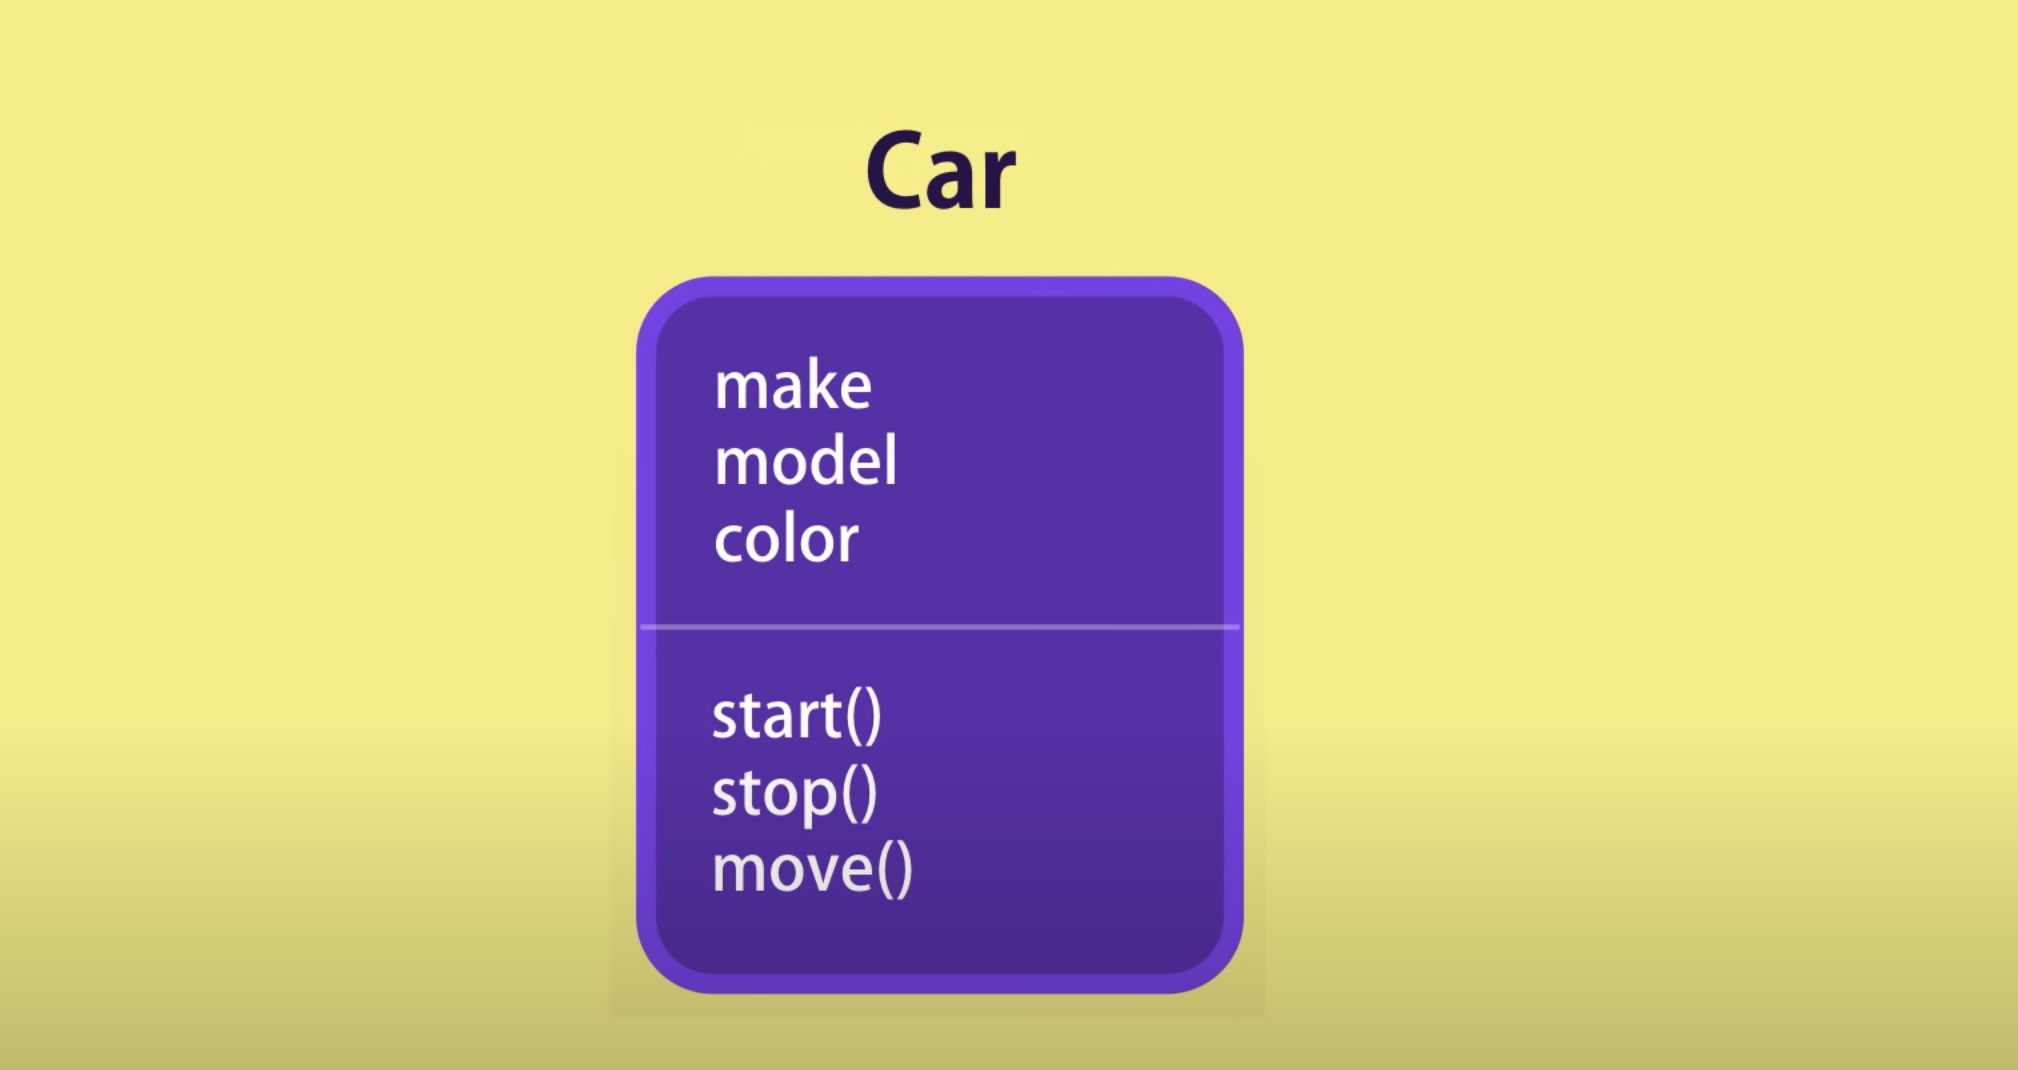 Car
make
model
color
start()
stop()
move()